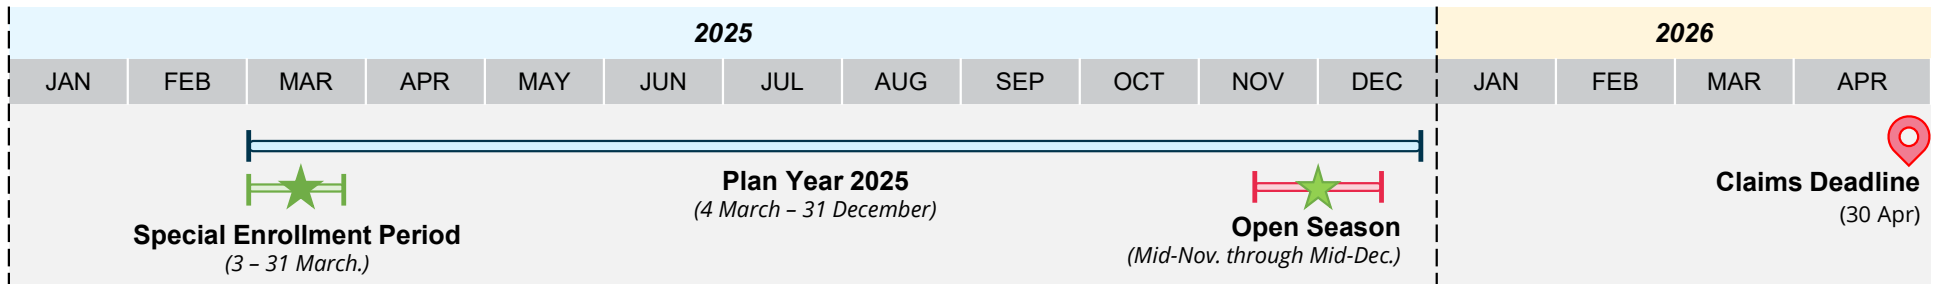 2025
2026
JAN FEB MAR APR MAY JUN JUL AUG SEP OCT NOV DEC JAN FEB MAR APR
Plan Year 2025
(4 March – 31 December)
Special Enrollment Period
(3 – 31 March.)
Open Season
(Mid-Nov. through Mid-Dec.)
Claims Deadline
(30 Apr)